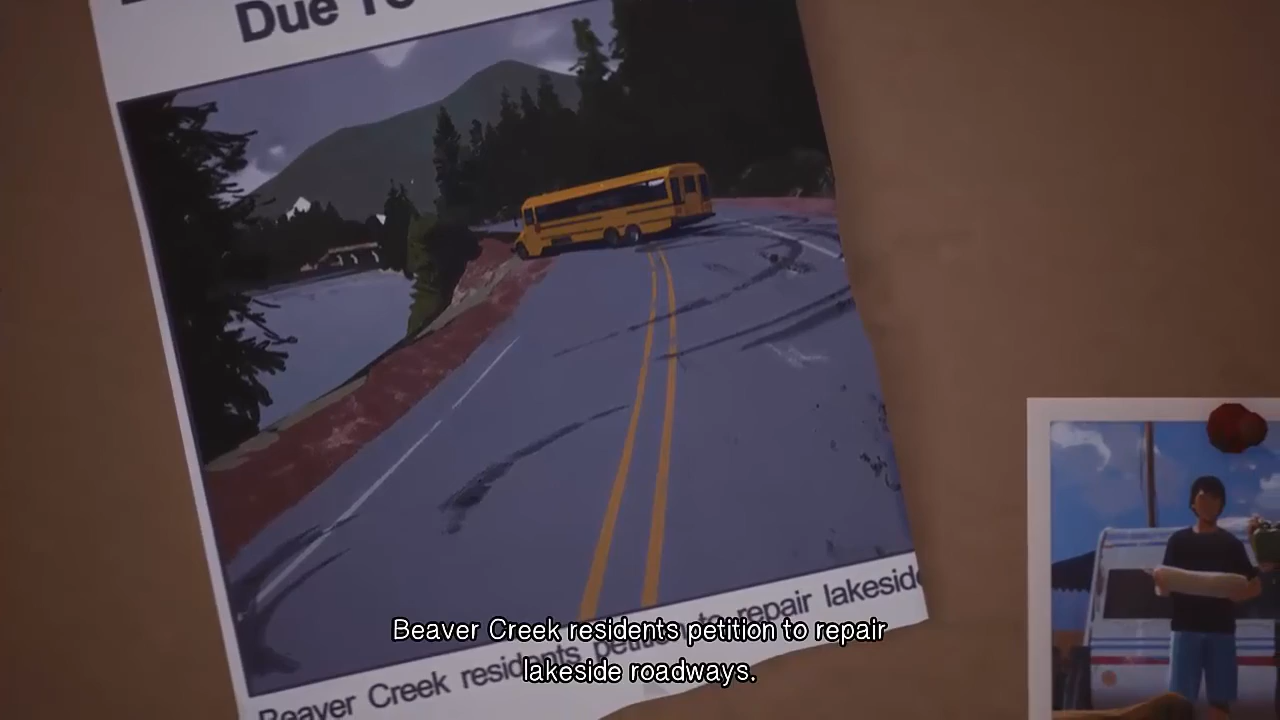 Due To
Beaver Creek residents petition to repair lakeside
Beaver Creek residents petition to repair
lakeside roadways.